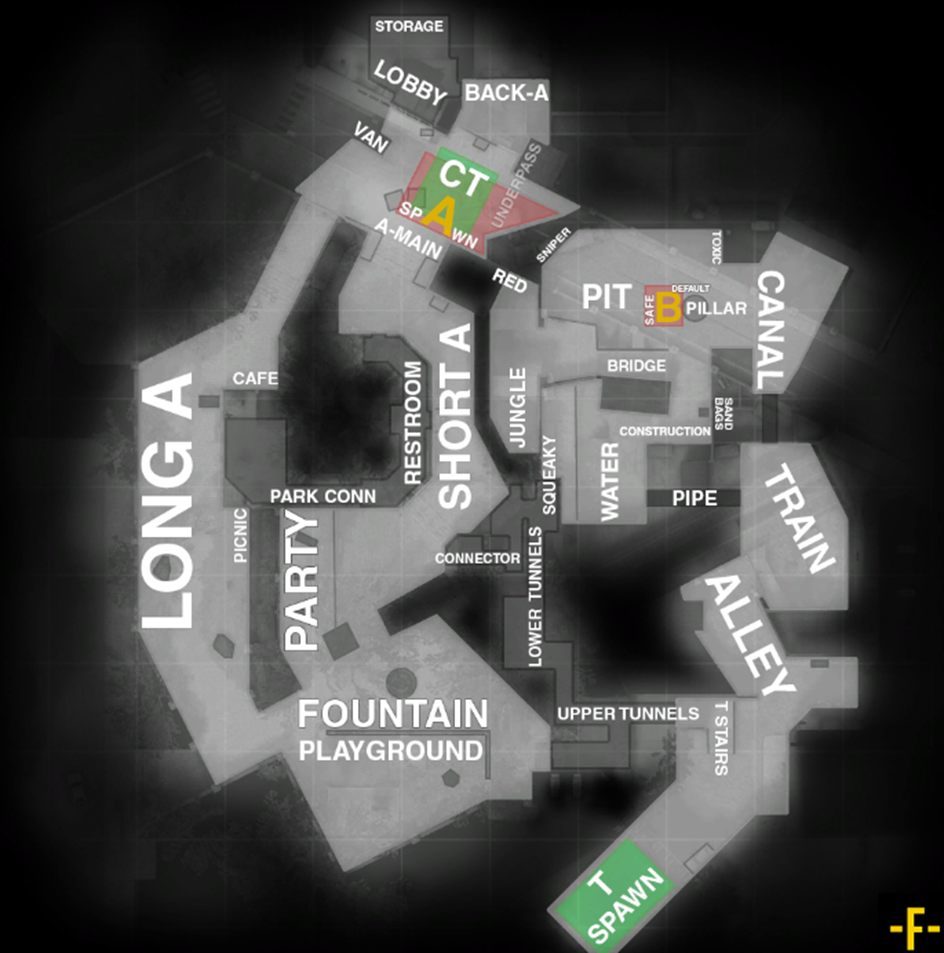 STORAGE
LOBBY
BACK-A
VAN
CT
A
SPAWN
UNDERPASS
A-MAIN
SNIPER
RED
TOXIC
PIT
SAFE
B
DEFAULT
PILLAR
CANAL
CAFE
LONG A
RESTROOM
SHORT A
JUNGLE
BRIDGE
SAND
BAGS
CONSTRUCTION
SQUEAKY
WATER
PIPE
TRAIN
PARK CONN
PICNIC
PARTY
CONNECTOR
LOWER TUNNELS
ALLEY
FOUNTAIN
PLAYGROUND
UPPER TUNNELS
T STAIRS
T
SPAWN
-F-